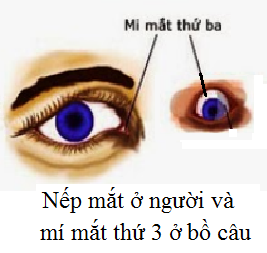 Mi mắt thứ ba
Nếp mắt ở người và
mí mắt thứ 3 ở bồ câu